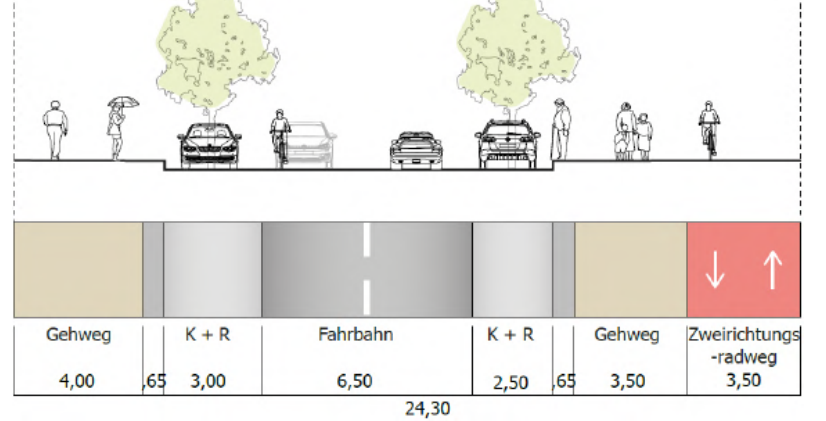 Gehweg K + R Fahrbahn K + R Gehweg Zweirichtungs
-radweg
4,00 ,65 3,00 6,50 2,50 ,65 3,50 3,50
24,30